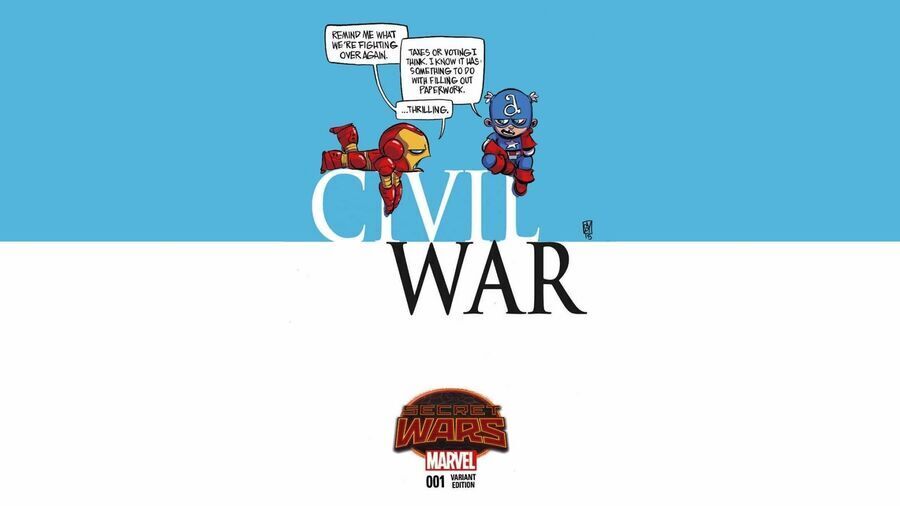 REMIND ME WHAT
WE'RE FIGHTING
OVER AGAIN.
TAXES OR VOTING I
THINK. I KNOW IT HAS
SOMETHING TO DO
WITH FILLING OUT
PAPERWORK.
...THRILLING.
a
CIVIL
WAR
SECRET
WARS
MARVEL
001 VARIANT
EDITION